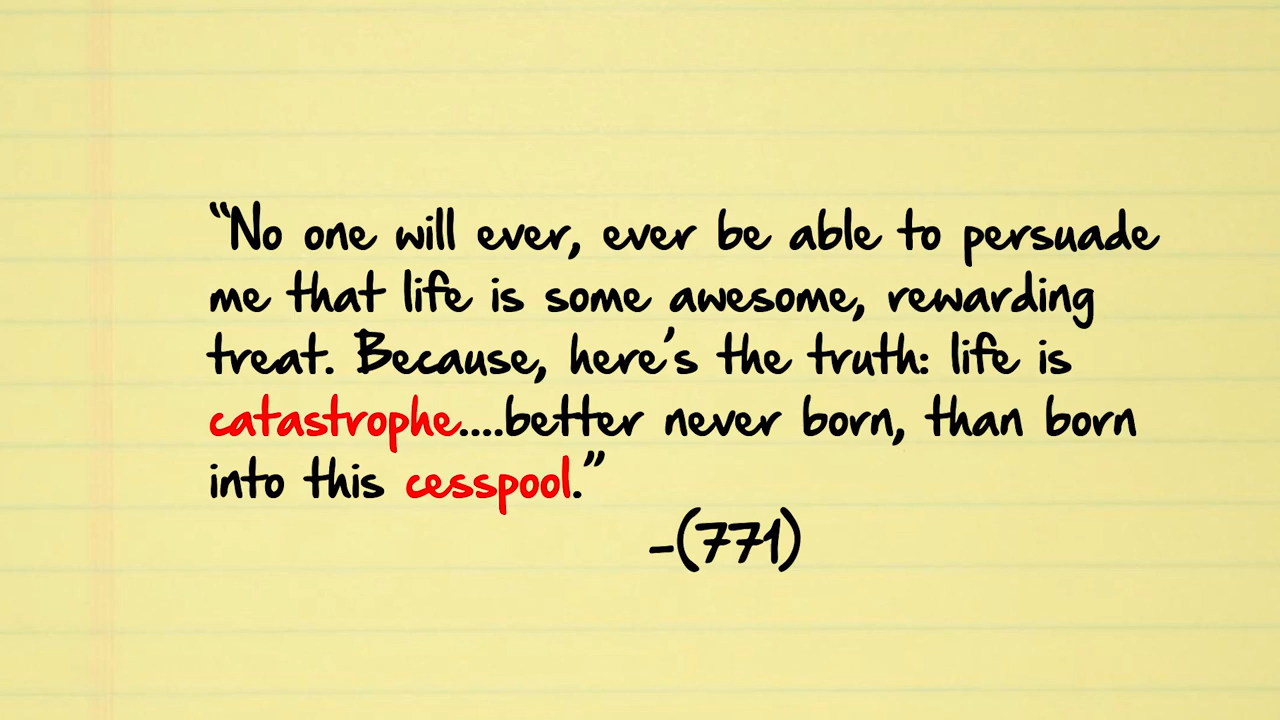 “No one will ever, ever be able to persuade
me that life is some awesome, rewarding
treat. Because, here's the truth: life is
catastrophe....better never born, than born
into this cesspool.”
-(771)